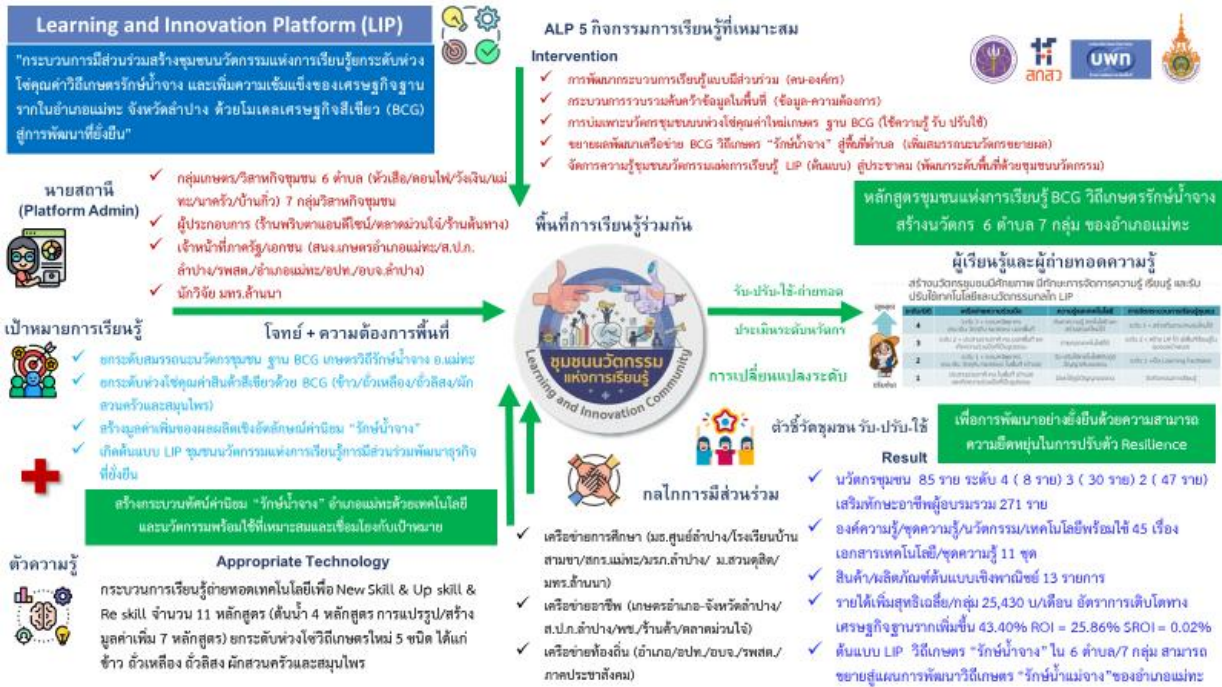 Learning and Innovation Platform (LIP)
"กระบวนการมีส่วนร่วมสร้างชุมชนนวัตกรรมแห่งการเรียนรู้ยกระดับห่วง
โซ่คุณค่าวิถีเกษตรรักษ์น้ำจาง และเพิ่มความเข้มแข็งของเศรษฐกิจฐาน
รากในอำเภอแม่ทะ จังหวัดลำปาง ด้วยโมเดลเศรษฐกิจสีเขียว (BCG)
สู่การพัฒนาที่ยั่งยืน"
ALP 5 กิจกรรมการเรียนรู้ที่เหมาะสม
Intervention
✓ การพัฒนากระบวนการเรียนรู้แบบมีส่วนร่วม (คน-องค์กร)
✓ กระบวนการรวบรวมค้นคว้าข้อมูลในพื้นที่ (ข้อมูล-ความต้องการ)
✓ การบ่มเพาะนวัตกรชุมชนบนห่วงโซ่คุณค่าใหม่เกษตร ฐาน BCG (ใช้ความรู้ รับ ปรับใช้)
✓ ขยายผลพัฒนาเครือข่าย BCG วิถีเกษตร "รักษ์น้ำจาง" สู่พื้นที่ตำบล (เพิ่มสมรรถนะนวัตกรขยายผล)
✓ จัดการความรู้ชุมชนนวัตกรรมแห่งการเรียนรู้ LIP (ต้นแบบ) สู่ประชาคม (พัฒนาระดับพื้นที่ด้วยชุมชนนวัตกรรม)
สกสว
บพท
นายสถานี
(Platform Admin)
✓ กลุ่มเกษตร/วิสาหกิจชุมชน 6 ตำบล (หัวเสือ/ดอนไฟ/วังเงิน/แม่
ทะ/นาครัว/บ้านกิ่ว) 7 กลุ่มวิสาหกิจชุมชน
✓ ผู้ประกอบการ (ร้านพริบตาแอนดีไซน์/ตลาดม่วนใจ๋/ร้านต้นทาง)
✓ เจ้าหน้าที่ภาครัฐ/เอกชน (สนง.เกษตรอำเภอแม่ทะ/ส.ป.ก.
ลำปาง/รพสต./อำเภอแม่ทะ/อปท./อบจ.ลำปาง)
✓ นักวิจัย มทร.ล้านนา
พื้นที่การเรียนรู้ร่วมกัน
ชุมชนนวัตกรรม
แห่งการเรียนรู้
Learning and Innovation Community
รับ-ปรับ-ใช้-ถ่ายทอด
ประเมินระดับนวัตกร
การเปลี่ยนแปลงระดับ
หลักสูตรชุมชนแห่งการเรียนรู้ BCG วิถีเกษตรรักษ์น้ำจาง
สร้างนวัตกร 6 ตำบล 7 กลุ่ม ของอำเภอแม่ทะ
ผู้เรียนรู้และผู้ถ่ายทอดความรู้
สร้างนวัตกรชุมชนมีศักยภาพ มีทักษะการจัดการความรู้ เรียนรู้ และรับ
ปรับใช้เทคโนโลยีและนวัตกรรมกลไก LIP
4
3
2
1
เป้าหมายการเรียนรู้
โจทย์ + ความต้องการพื้นที่
✓ ยกระดับสมรรถนะนวัตกรชุมชน ฐาน BCG เกษตรวิถีรักษ์น้ำจาง อ.แม่ทะ
✓ ยกระดับห่วงโซ่คุณค่าสินค้าสีเขียวด้วย BCG (ข้าว/ถั่วเหลือง/ถั่วลิสง/ผัก
สวนครัวและสมุนไพร)
✓ สร้างมูลค่าเพิ่มของผลผลิตเชิงอัตลักษณ์ค่านิยม "รักษ์น้ำจาง"
✓ เกิดต้นแบบ LIP ชุมชนนวัตกรรมแห่งการเรียนรู้การมีส่วนร่วมพัฒนาธุรกิจ
ที่ยั่งยืน
สร้างกระบวนทัศน์ค่านิยม "รักษ์น้ำจาง" อำเภอแม่ทะด้วยเทคโนโลยี
และนวัตกรรมพร้อมใช้ที่เหมาะสมและเชื่อมโยงกับเป้าหมาย
ตัวความรู้
Appropriate Technology
กระบวนการเรียนรู้ถ่ายทอดเทคโนโลยีเพื่อ New Skill & Up skill &
Re skill จำนวน 11 หลักสูตร (ต้นน้ำ 4 หลักสูตร การแปรรูป/สร้าง
มูลค่าเพิ่ม 7 หลักสูตร) ยกระดับห่วงโซ่วิถีเกษตรใหม่ 5 ชนิด ได้แก่
ข้าว ถั่วเหลือง ถั่วลิสง ผักสวนครัวและสมุนไพร
กลไกการมีส่วนร่วม
✓ เครือข่ายการศึกษา (มธ.ศูนย์ลำปาง/โรงเรียนบ้าน
สามขา/สกร.แม่ทะ/มรภ.ลำปาง/ ม.สวนดุสิต/
มทร.ล้านนา)
✓ เครือข่ายอาชีพ (เกษตรอำเภอ-จังหวัดลำปาง/
ส.ป.ก.ลำปาง/พช./ร้านค้า/ตลาดม่วนใจ๋)
✓ เครือข่ายท้องถิ่น (อำเภอ/อปท./อบจ./รพสต./
ภาคประชาสังคม)
ตัวชี้วัดชุมชน รับ-ปรับ-ใช้
เพื่อการพัฒนาอย่างยั่งยืนด้วยความสามารถ
ความยืดหยุ่นในการปรับตัว Resilience
Result
✓ นวัตกรชุมชน 85 ราย ระดับ 4 ( 8 ราย) 3 ( 30 ราย) 2 ( 47 ราย)
เสริมทักษะอาชีพผู้อบรมรวม 271 ราย
✓ องค์ความรู้/ชุดความรู้/นวัตกรรม/เทคโนโลยีพร้อมใช้ 45 เรื่อง
เอกสารเทคโนโลยี/ชุดความรู้ 11 ชุด
✓ สินค้า/ผลิตภัณฑ์ต้นแบบเชิงพาณิชย์ 13 รายการ
✓ รายได้เพิ่มสุทธิเฉลี่ย/กลุ่ม 25,430 บ/เดือน อัตราการเติบโตทาง
เศรษฐกิจฐานรากเพิ่มขึ้น 43.40% ROI = 25.86% SROI = 0.02%
✓ ต้นแบบ LIP วิถีเกษตร "รักษ์น้ำจาง" ใน 6 ตำบล/7 กลุ่ม สามารถ
ขยายสู่แผนการพัฒนาวิถีเกษตร "รักษ์น้ำแม่จาง"ของอำเภอแม่ทะ